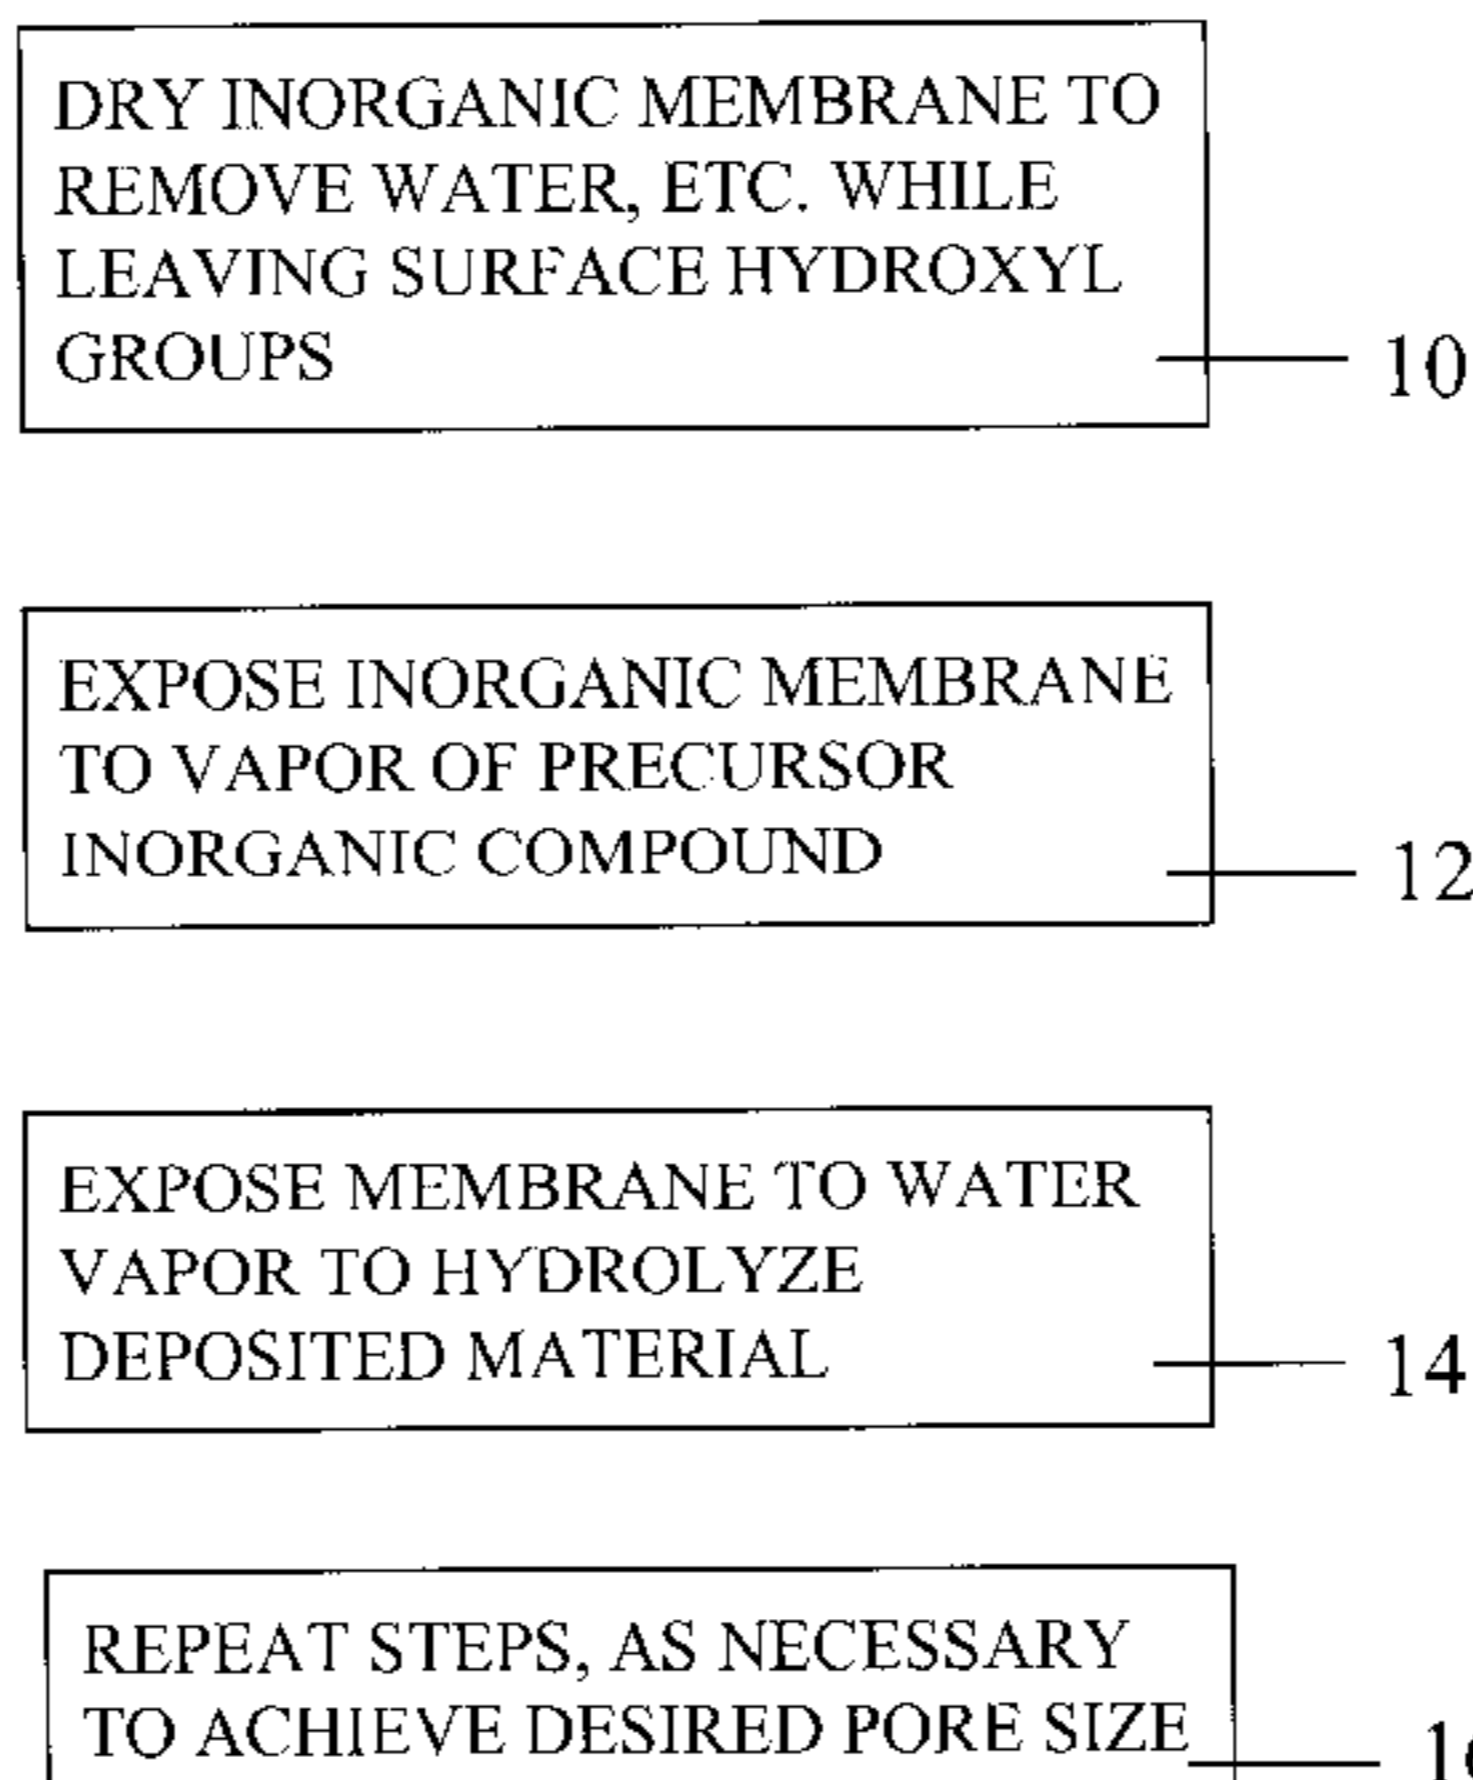 DRY INORGANIC MEMBRANE TO
REMOVE WATER, ETC. WHILE
LEAVING SURFACE HYDROXYL
GROUPS
10
EXPOSE INORGANIC MEMBRANE
TO VAPOR OF PRECURSOR
INORGANIC COMPOUND
12
EXPOSE MEMBRANE TO WATER
VAPOR TO HYDROLYZE
DEPOSITED MATERIAL
14
REPEAT STEPS, AS NECESSARY
TO ACHIEVE DESIRED PORE SIZE